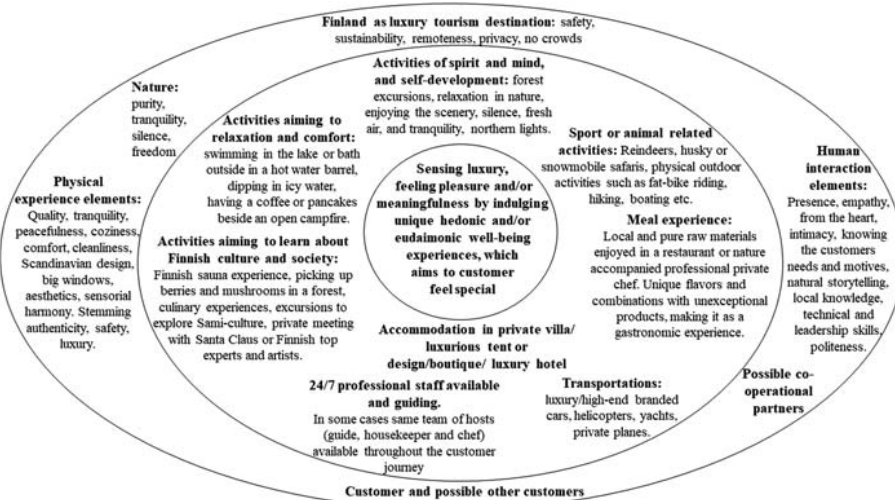 Finland as luxury tourism destination: safety,
sustainability, remoteness, privacy, no crowds
Nature:
purity,
tranquility,
silence,
freedom
Activities of spirit and mind,
and self-development: forest
excursions, relaxation in nature,
enjoying the scenery, silence, fresh
air, and tranquility, northern lights.
Activities aiming to
relaxation and comfort:
swimming in the lake or bath
outside in a hot water barrel,
dipping in icy water,
having a coffee or pancakes
beside an open campfire.
Sport or animal related
activities: Reindeers, husky or
snowmobile safaris, physical outdoor
activities such as fat-bike riding,
hiking, boating etc.
Physical
experience elements:
Quality, tranquility,
peacefulness, coziness,
comfort, cleanliness,
Scandinavian design,
big windows,
aesthetics, sensorial
harmony. Stemming
authenticity, safety,
luxury.
Sensing luxury,
feeling pleasure and/or
meaningfulness by indulging
unique hedonic and/or
eudaimonic well-being
experiences, which
aims to customer
feel special
Human
interaction
elements:
Presence, empathy,
from the heart,
intimacy, knowing
the customers
needs and motives,
natural storytelling,
local knowledge,
technical and
leadership skills,
politeness.
Activities aiming to learn about
Finnish culture and society:
Finnish sauna experience, picking up
berries and mushrooms in a forest,
culinary experiences, excursions to
explore Sami-culture, private meeting
with Santa Claus or Finnish top
experts and artists.
Meal experience:
Local and pure raw materials
enjoyed in a restaurant or nature
accompanied professional private
chef. Unique flavors and
combinations with unexceptional
products, making it as a
gastronomic experience.
Accommodation in private villa/
luxurious tent or
design/boutique/ luxury hotel
24/7 professional staff available
and guiding.
In some cases same team of hosts
(guide, housekeeper and chef)
available throughout the customer
journey
Transportations:
luxury/high-end branded
cars, helicopters, yachts,
private planes.
Possible co-
operational
partners
Customer and possible other customers